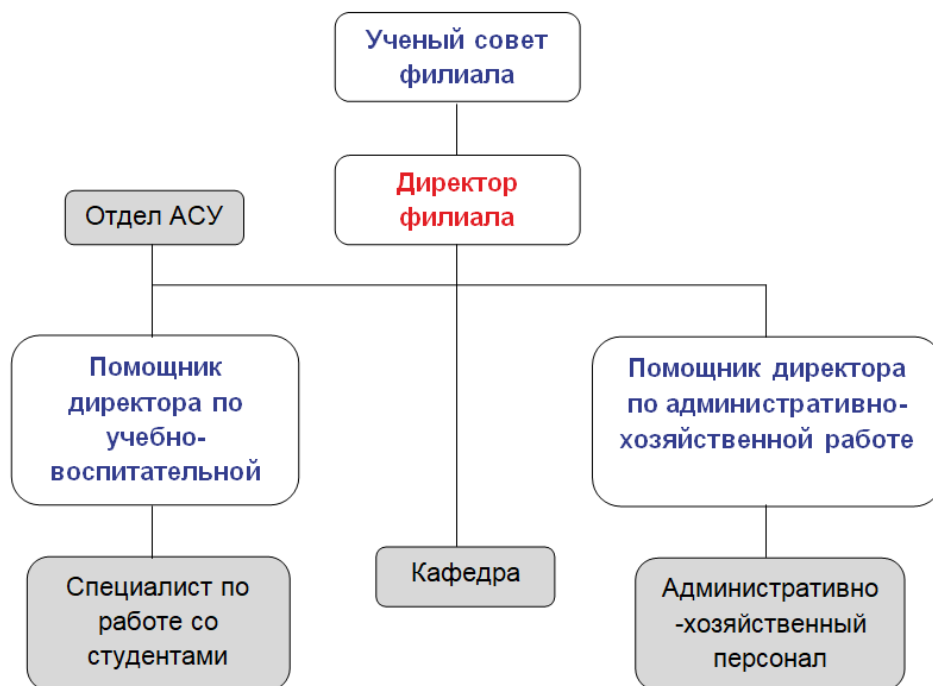 Ученый совет
филиала
Директор
филиала
Отдел АСУ
Помощник
директора по
учебно-
воспитательной
Помощник директора
по административно-
хозяйственной работе
Специалист по
работе со
студентами
Кафедра
Административно
-хозяйственный
персонал